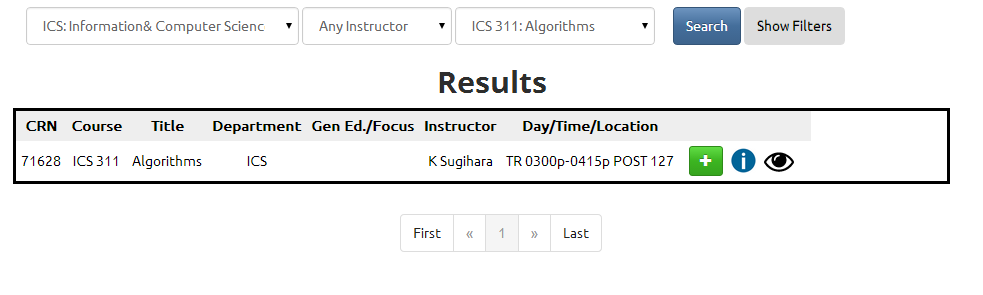 ICS: Information& Computer Scienc Any Instructor ICS 311: Algorithms Search Show Filters
Results
CRN Course Title Department Gen Ed./Focus Instructor Day/Time/Location
71628 ICS 311 Algorithms ICS K Sugihara TR 0300p-0415p POST 127 + i
First « 1 » Last